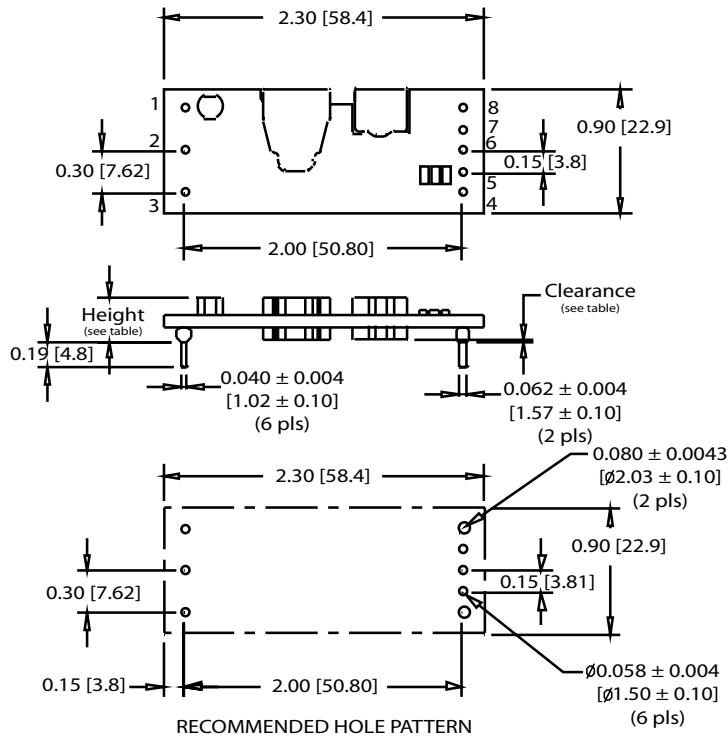 2.30 [58.4]
1
8
7
2
6
0.90 [22.9]
0.30 [7.62]
0.15 [3.8]
5
3
4
2.00 [50.80]
Height
(see table)
Clearance
(see table)
0.19 [4.8]
0.040 ± 0.004
[1.02 ± 0.10]
(6 pls)
0.062 ± 0.004
[1.57 ± 0.10]
(2 pls)
2.30 [58.4]
0.080 ± 0.0043
[Ø2.03 ± 0.10]
(2 pls)
0.90 [22.9]
0.30 [7.62]
0.15 [3.81]
0.15 [3.8]
2.00 [50.80]
Ø0.058 ± 0.004
[Ø1.50 ± 0.10]
(6 pls)
RECOMMENDED HOLE PATTERN